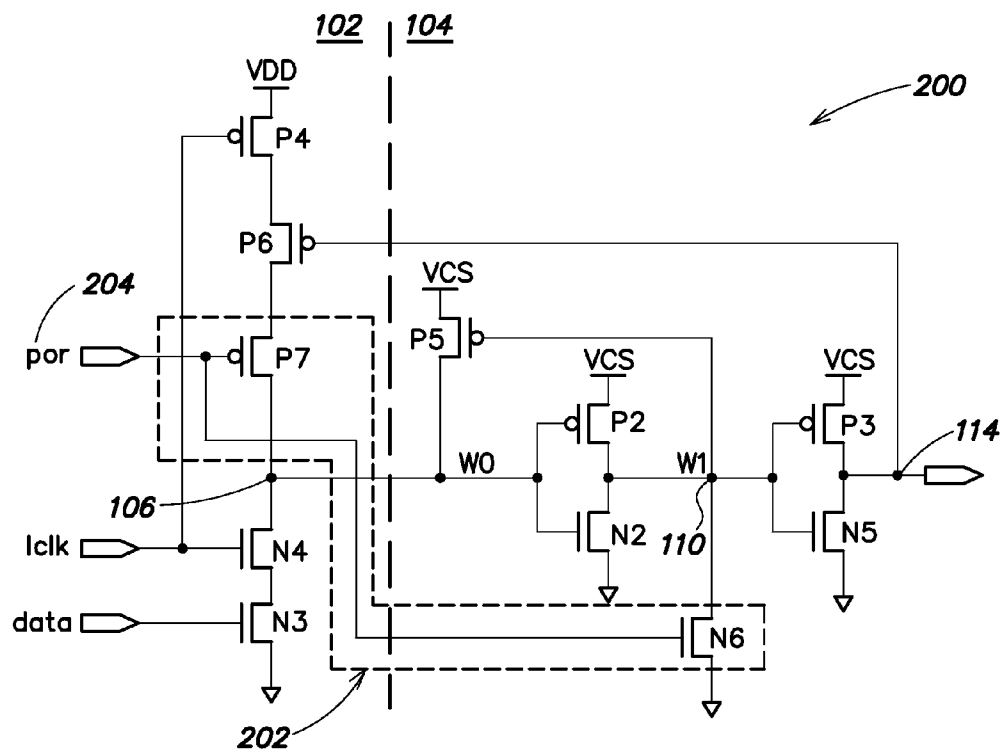 102 104
VDD
200
P4
P6
204
VCS
P5
por
P7
VCS
VCS
P2
P3
114
W0
W1
106
110
lclk
N4
N2
N5
data
N3
N6
202